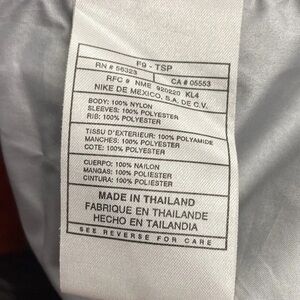 F9 - TSP
RN # 56323 CA # 05553
RFC # NME 920220 KL4
NIKE DE MEXICO, S.A. DE C.V.
BODY: 100% NYLON
SLEEVES: 100% POLYESTER
RIB: 100% POLYESTER
TISSU D'EXTERIEUR: 100% POLYAMIDE
MANCHES: 100% POLYESTER
COTE: 100% POLYESTER
CUERPO: 100% NAILON
MANGAS: 100% POLIESTER
CINTURA: 100% POLIESTER
MADE IN THAILAND
FABRIQUE EN THAILANDE
HECHO EN TAILANDIA
SEE REVERSE FOR CARE